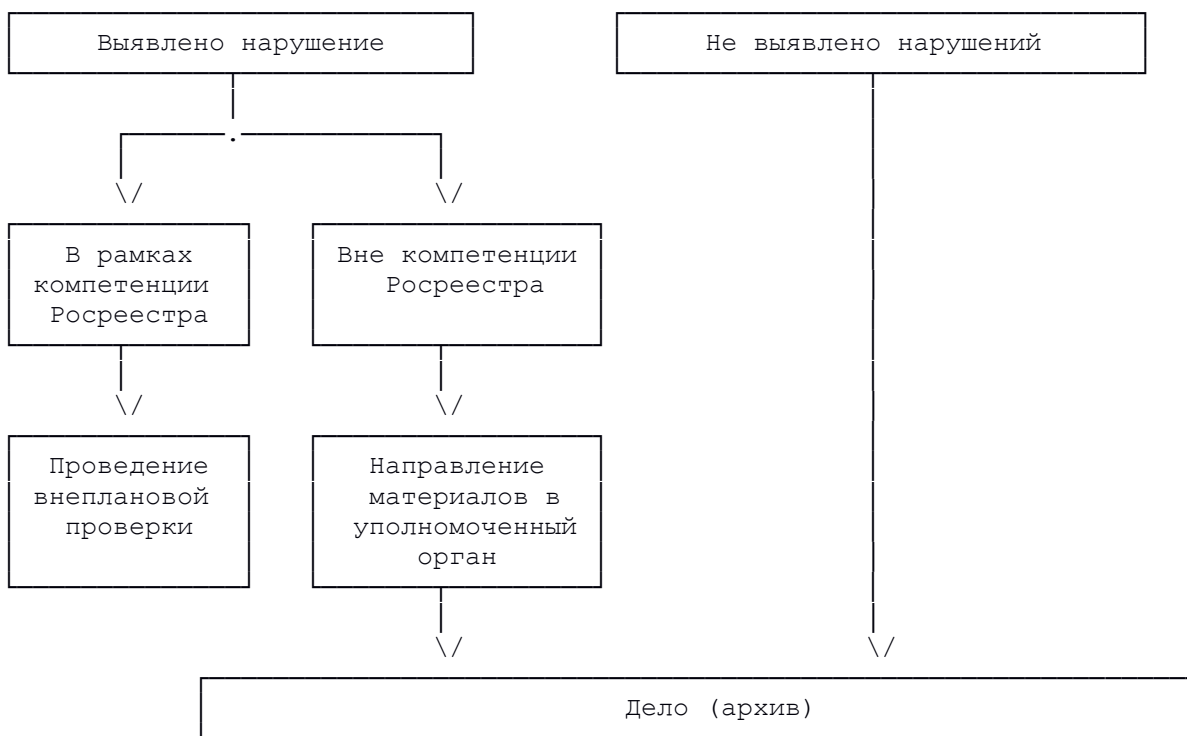 Выявлено нарушение
Не выявлено нарушений
В рамках
компетенции
Росреестра
Вне компетенции
Росреестра
Проведение
внеплановой
проверки
Направление
материалов в
уполномоченный
орган
Дело (архив)